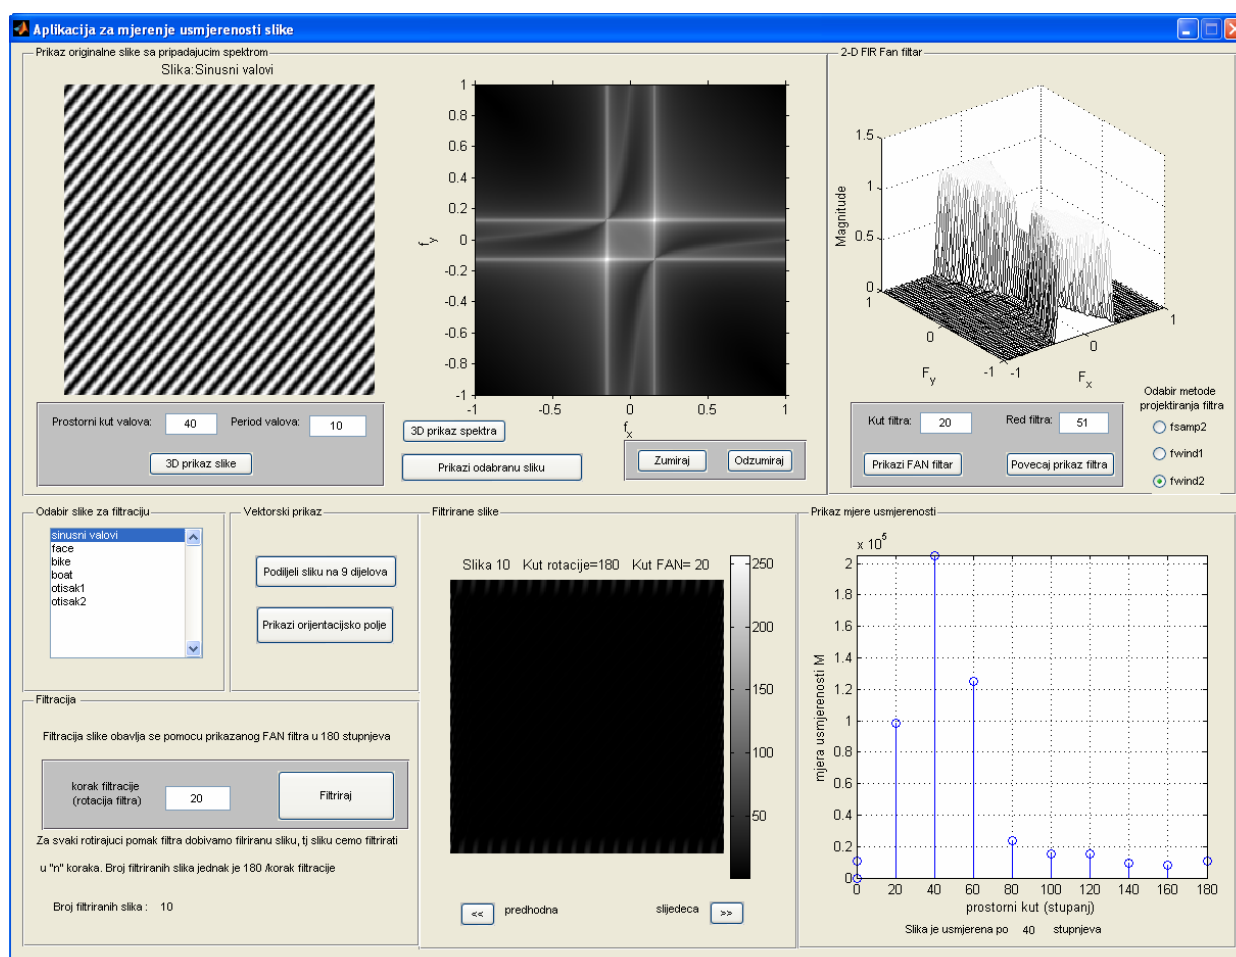 Aplikacija za mjerenje usmjerenosti slike
Prikaz originalne slike sa pripadajucim spektrom
Slika:Sinusni valovi
1
0.8
0.6
0.4
0.2
0
-0.2
-0.4
-0.6
-0.8
-1
f_y
-1 -0.5 0 0.5 1
f_x
Prostorni kut valova: 40 Period valova: 10
3D prikaz slike
3D prikaz spektra
Prikazi odabranu sliku
Zumiraj Odzumiraj
2-D FIR Fan filtar
1.5
1
0.5
0
Magnitude
1
0
-1
F_y
-1
0
1
F_x
Odabir metode
projektiranja filtra
fsamp2
fwind1
fwind2
Kut filtra: 20 Red filtra: 51
Prikazi FAN filtar Povecaj prikaz filtra
Odabir slike za filtraciju
sinusni valovi
face
bike
boat
otisak1
otisak2
Vektorski prikaz
Podiljeli sliku na 9 dijelova
Prikazi orijentacijsko polje
Filtracija
Filtracija slike obavlja se pomocu prikazanog FAN filtra u 180 stupnjeva
korak filtracije
(rotacija filtra)
20
Filtriraj
Za svaki rotirajuci pomak filtra dobivamo filriranu sliku, tj sliku cemo filtrirati
u "n" koraka. Broj filtriranih slika jednak je 180 /korak filtracije
Broj filtriranih slika : 10
Filtrirane slike
Slika 10 Kut rotacije=180 Kut FAN= 20
250
200
150
100
50
<< predhodna slijedeca >>
Prikaz mjere usmjerenosti
x 10^5
2
1.8
1.6
1.4
1.2
1
0.8
0.6
0.4
0.2
0
mjera usmjerenosti M
0 20 40 60 80 100 120 140 160 180
prostorni kut (stupanj)
Slika je usmjerena po 40 stupnjeva